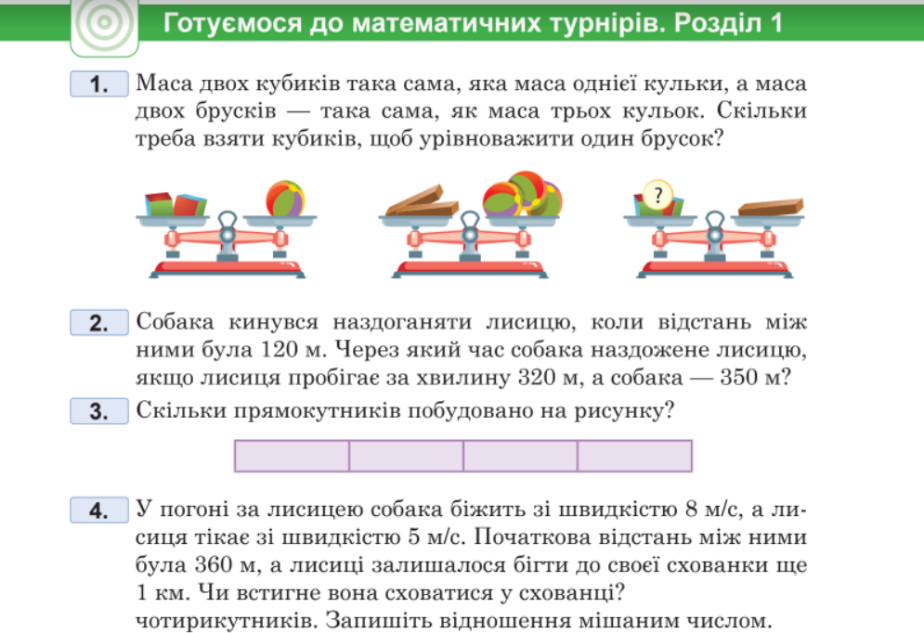 Готуємося до математичних турнірів. Розділ 1
1. Маса двох кубиків така сама, яка маса однієї кульки, а маса
двох брусків — така сама, як маса трьох кульок. Скільки
треба взяти кубиків, щоб урівноважити один брусок?
?
2. Собака кинувся наздоганяти лисицю, коли відстань між
ними була 120 м. Через який час собака наздожене лисицю,
якщо лисиця пробігає за хвилину 320 м, а собака — 350 м?
3. Скільки прямокутників побудовано на рисунку?
4. У погоні за лисицею собака біжить зі швидкістю 8 м/с, а ли-
сиця тікає зі швидкістю 5 м/с. Початкова відстань між ними
була 360 м, а лисиці залишалося бігти до своєї схованки ще
1 км. Чи встигне вона сховатися у схованці?
чотирикутників. Запишіть відношення мішаним числом.